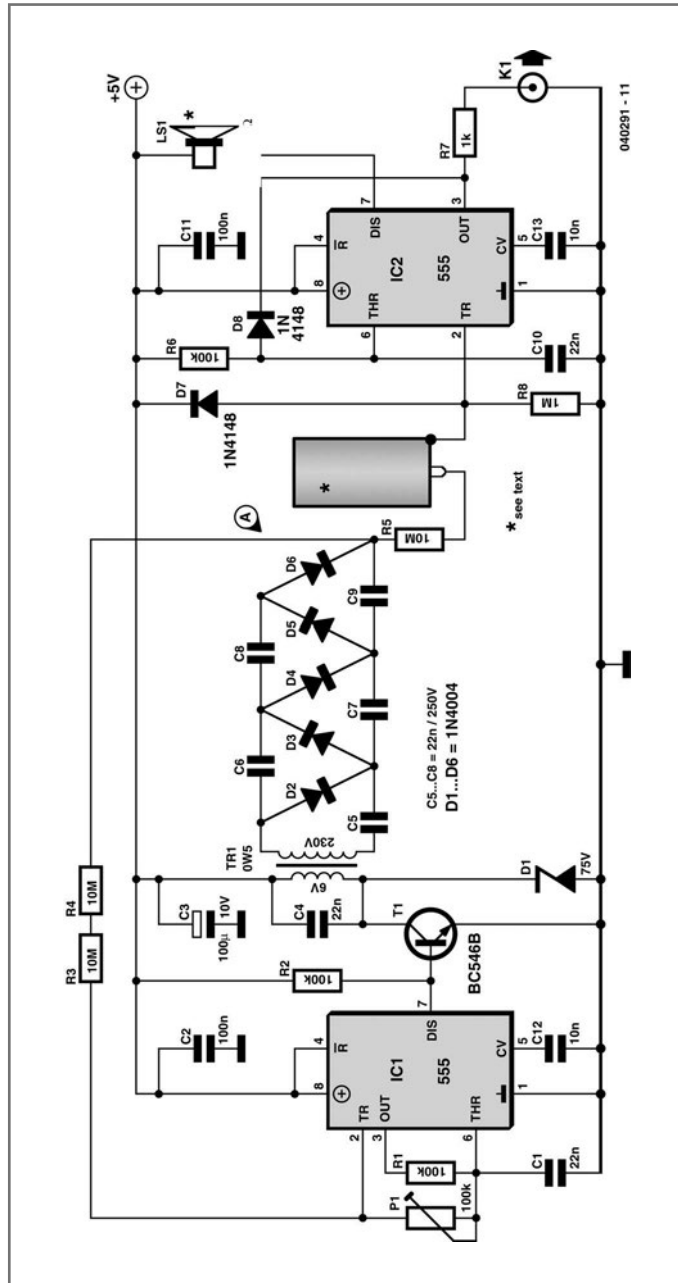 +5V
R3
10M
R4
10M
C2
100n
C3
100µ
10V
R2
100k
P1
100k
R1
100k
C1
22n
IC1
555
TR
2
OUT
3
THR
6
8
4
R
DIS
7
CV
5
1
C12
10n
T1
BC546B
C4
22n
6V
TR1
0W5
230V
D1
75V
C5
C6
C7
C8
C9
D2
D3
D4
D5
D6
C5...C8 = 22n / 250V
D1...D6 = 1N4004
A
R5
10M
*
* see text
D7
1N4148
R6
100k
D8
1N
4148
R8
1M
C10
22n
C11
100n
IC2
555
8
4
R
THR
6
TR
2
DIS
7
OUT
3
CV
5
1
C13
10n
LS1
*
Ω
R7
1k
K1
040291 - 11